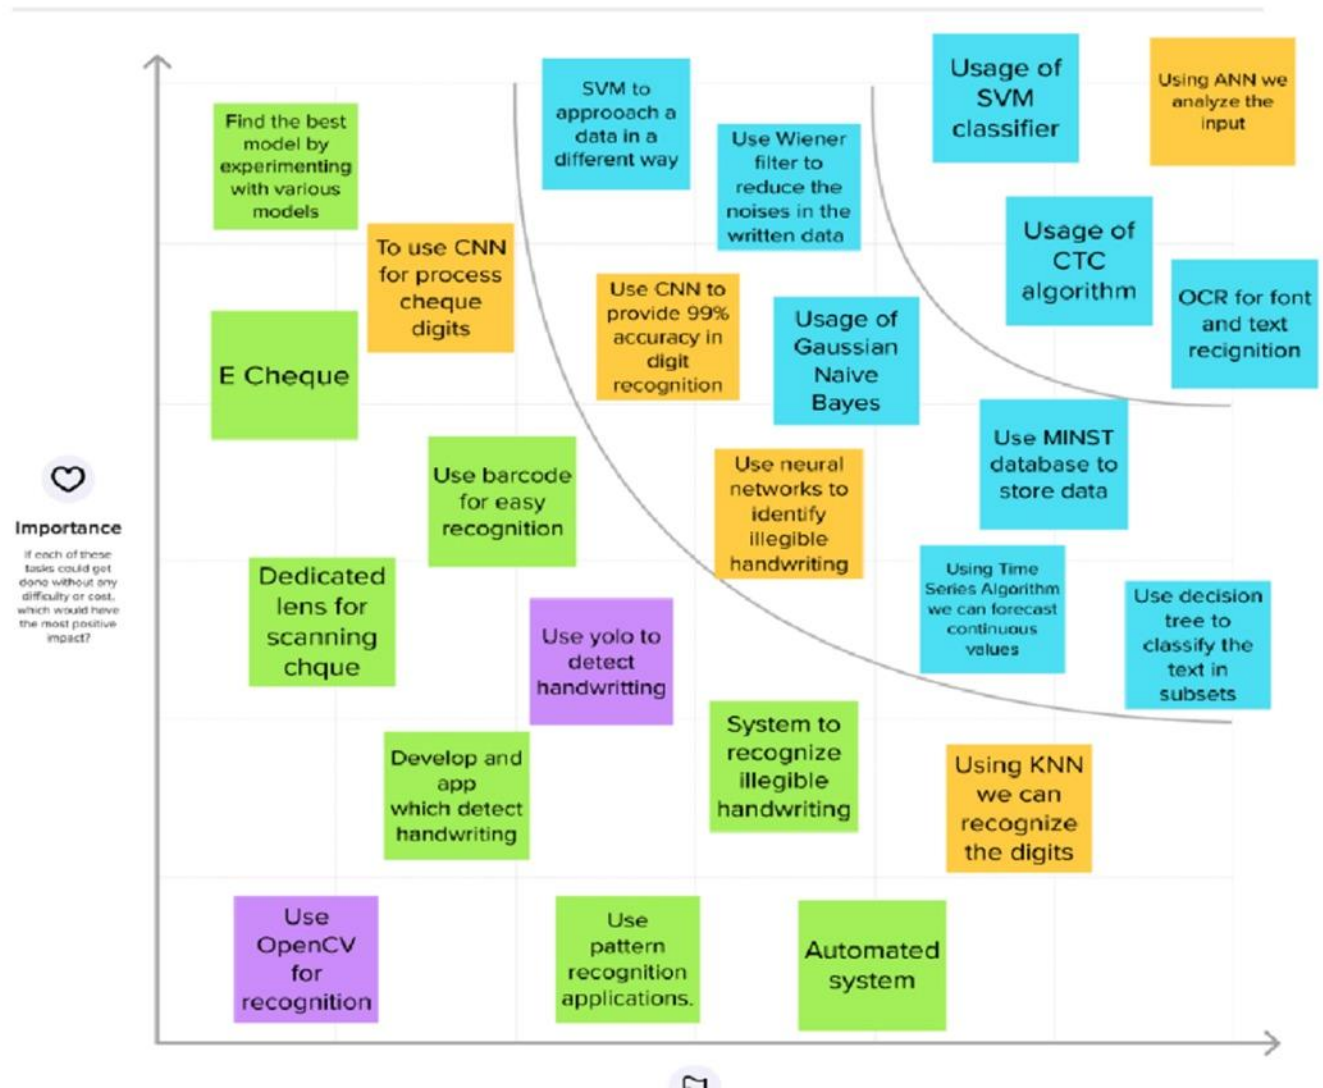 Usage of
SVM
classifier
Using ANN we
analyze the
input
SVM to
approoach a
data in a
different way
Find the best
model by
experimenting
with various
models
Use Wiener
filter to
reduce the
noises in the
written data
Usage of
CTC
algorithm
To use CNN
for process
cheque
digits
OCR for font
and text
recignition
Use CNN to
provide 99%
accuracy in
digit
recognition
Usage of
Gaussian
Naive
Bayes
E Cheque
Use MINST
database to
store data
Use barcode
for easy
recognition
Use neural
networks to
identify
illegible
handwriting
Importance
If each of these
tasks could get
done without any
difficulty or cost,
which would have
the most positive
impact?
Using Time
Series Algorithm
we can forecast
continuous
values
Dedicated
lens for
scanning
chque
Use decision
tree to
classify the
text in
subsets
Use yolo to
detect
handwritting
System to
recognize
illegible
handwriting
Develop and
app
which detect
handwriting
Using KNN
we can
recognize
the digits
Use
OpenCV
for
recognition
Use
pattern
recognition
applications.
Automated
system